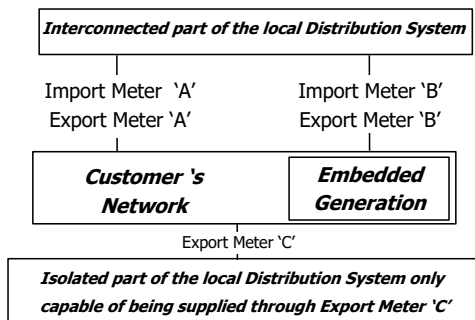 Interconnected part of the local Distribution System
Import Meter ‘A’ Import Meter ‘B’
Export Meter ‘A’ Export Meter ‘B’
Customer ‘s Embedded
Network Generation
Export Meter ‘C’
Isolated part of the local Distribution System only
capable of being supplied through Export Meter ‘C’